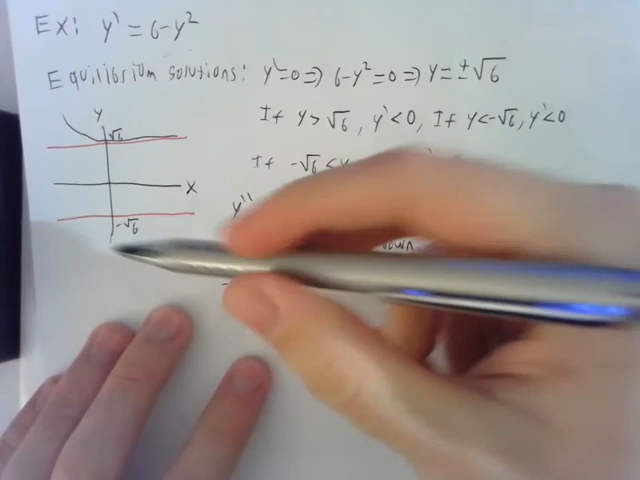 Ex: y' = 6-y²
Equilibrium solutions: y'=0 => 6-y²=0 => y=±√6
If y>√6, y'<0, If y<-√6, y'<0
If -√6<y
y''
down
y
√6
x
-√6